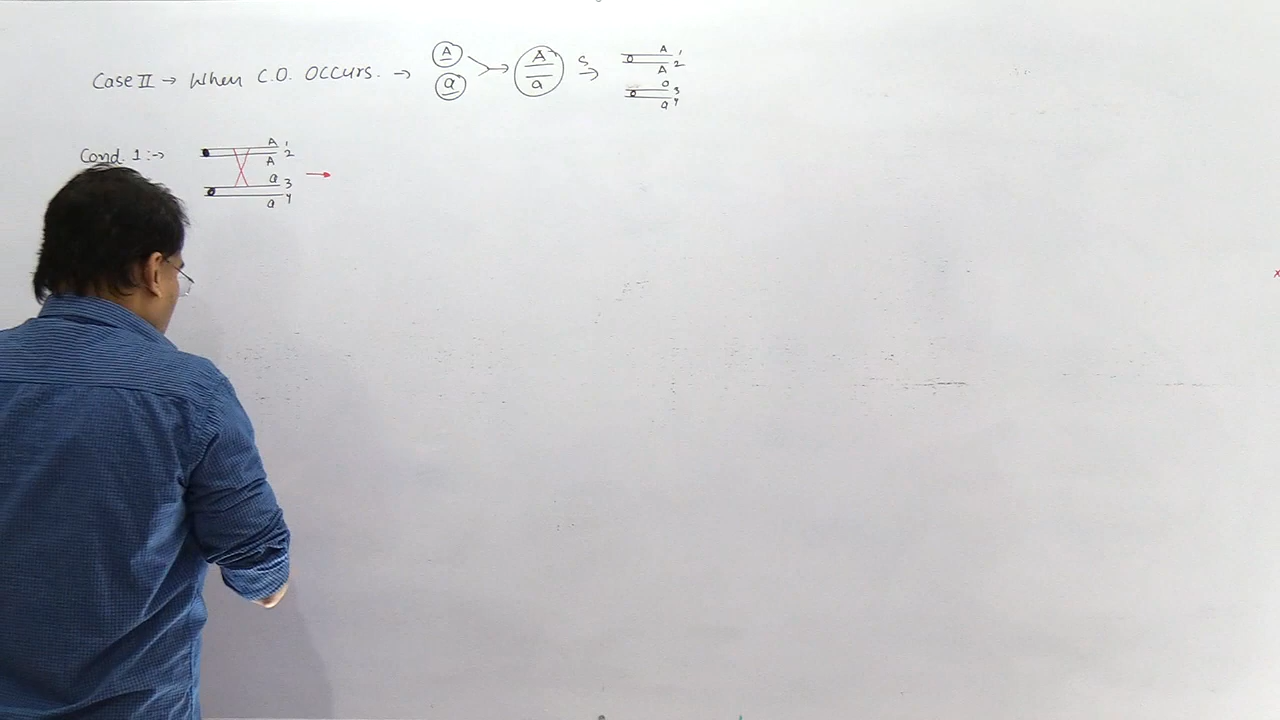 Case II → When C.O. occurs. → A a → A a S → A 1 A 2 a 3 a 4
Cond. 1:→ A 1 A 2 a 3 a 4 →